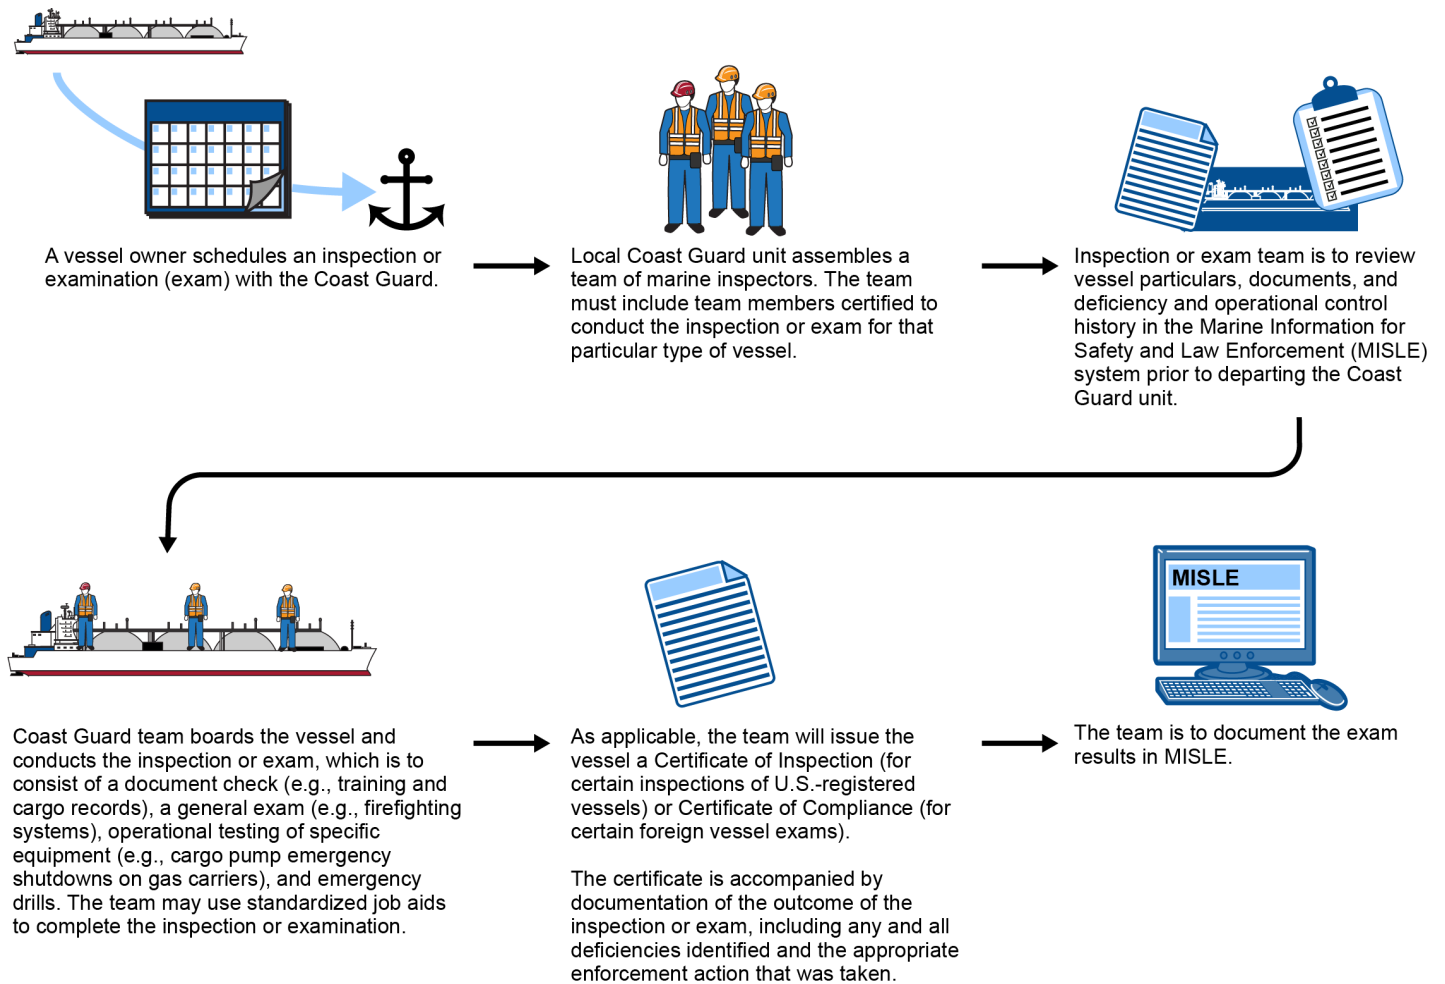 A vessel owner schedules an inspection or
examination (exam) with the Coast Guard.
Local Coast Guard unit assembles a
team of marine inspectors. The team
must include team members certified to
conduct the inspection or exam for that
particular type of vessel.
Inspection or exam team is to review
vessel particulars, documents, and
deficiency and operational control
history in the Marine Information for
Safety and Law Enforcement (MISLE)
system prior to departing the Coast
Guard unit.
Coast Guard team boards the vessel and
conducts the inspection or exam, which is to
consist of a document check (e.g., training and
cargo records), a general exam (e.g., firefighting
systems), operational testing of specific
equipment (e.g., cargo pump emergency
shutdowns on gas carriers), and emergency
drills. The team may use standardized job aids
to complete the inspection or examination.
As applicable, the team will issue the
vessel a Certificate of Inspection (for
certain inspections of U.S.-registered
vessels) or Certificate of Compliance (for
certain foreign vessel exams).
The certificate is accompanied by
documentation of the outcome of the
inspection or exam, including any and all
deficiencies identified and the appropriate
enforcement action that was taken.
MISLE
The team is to document the exam
results in MISLE.